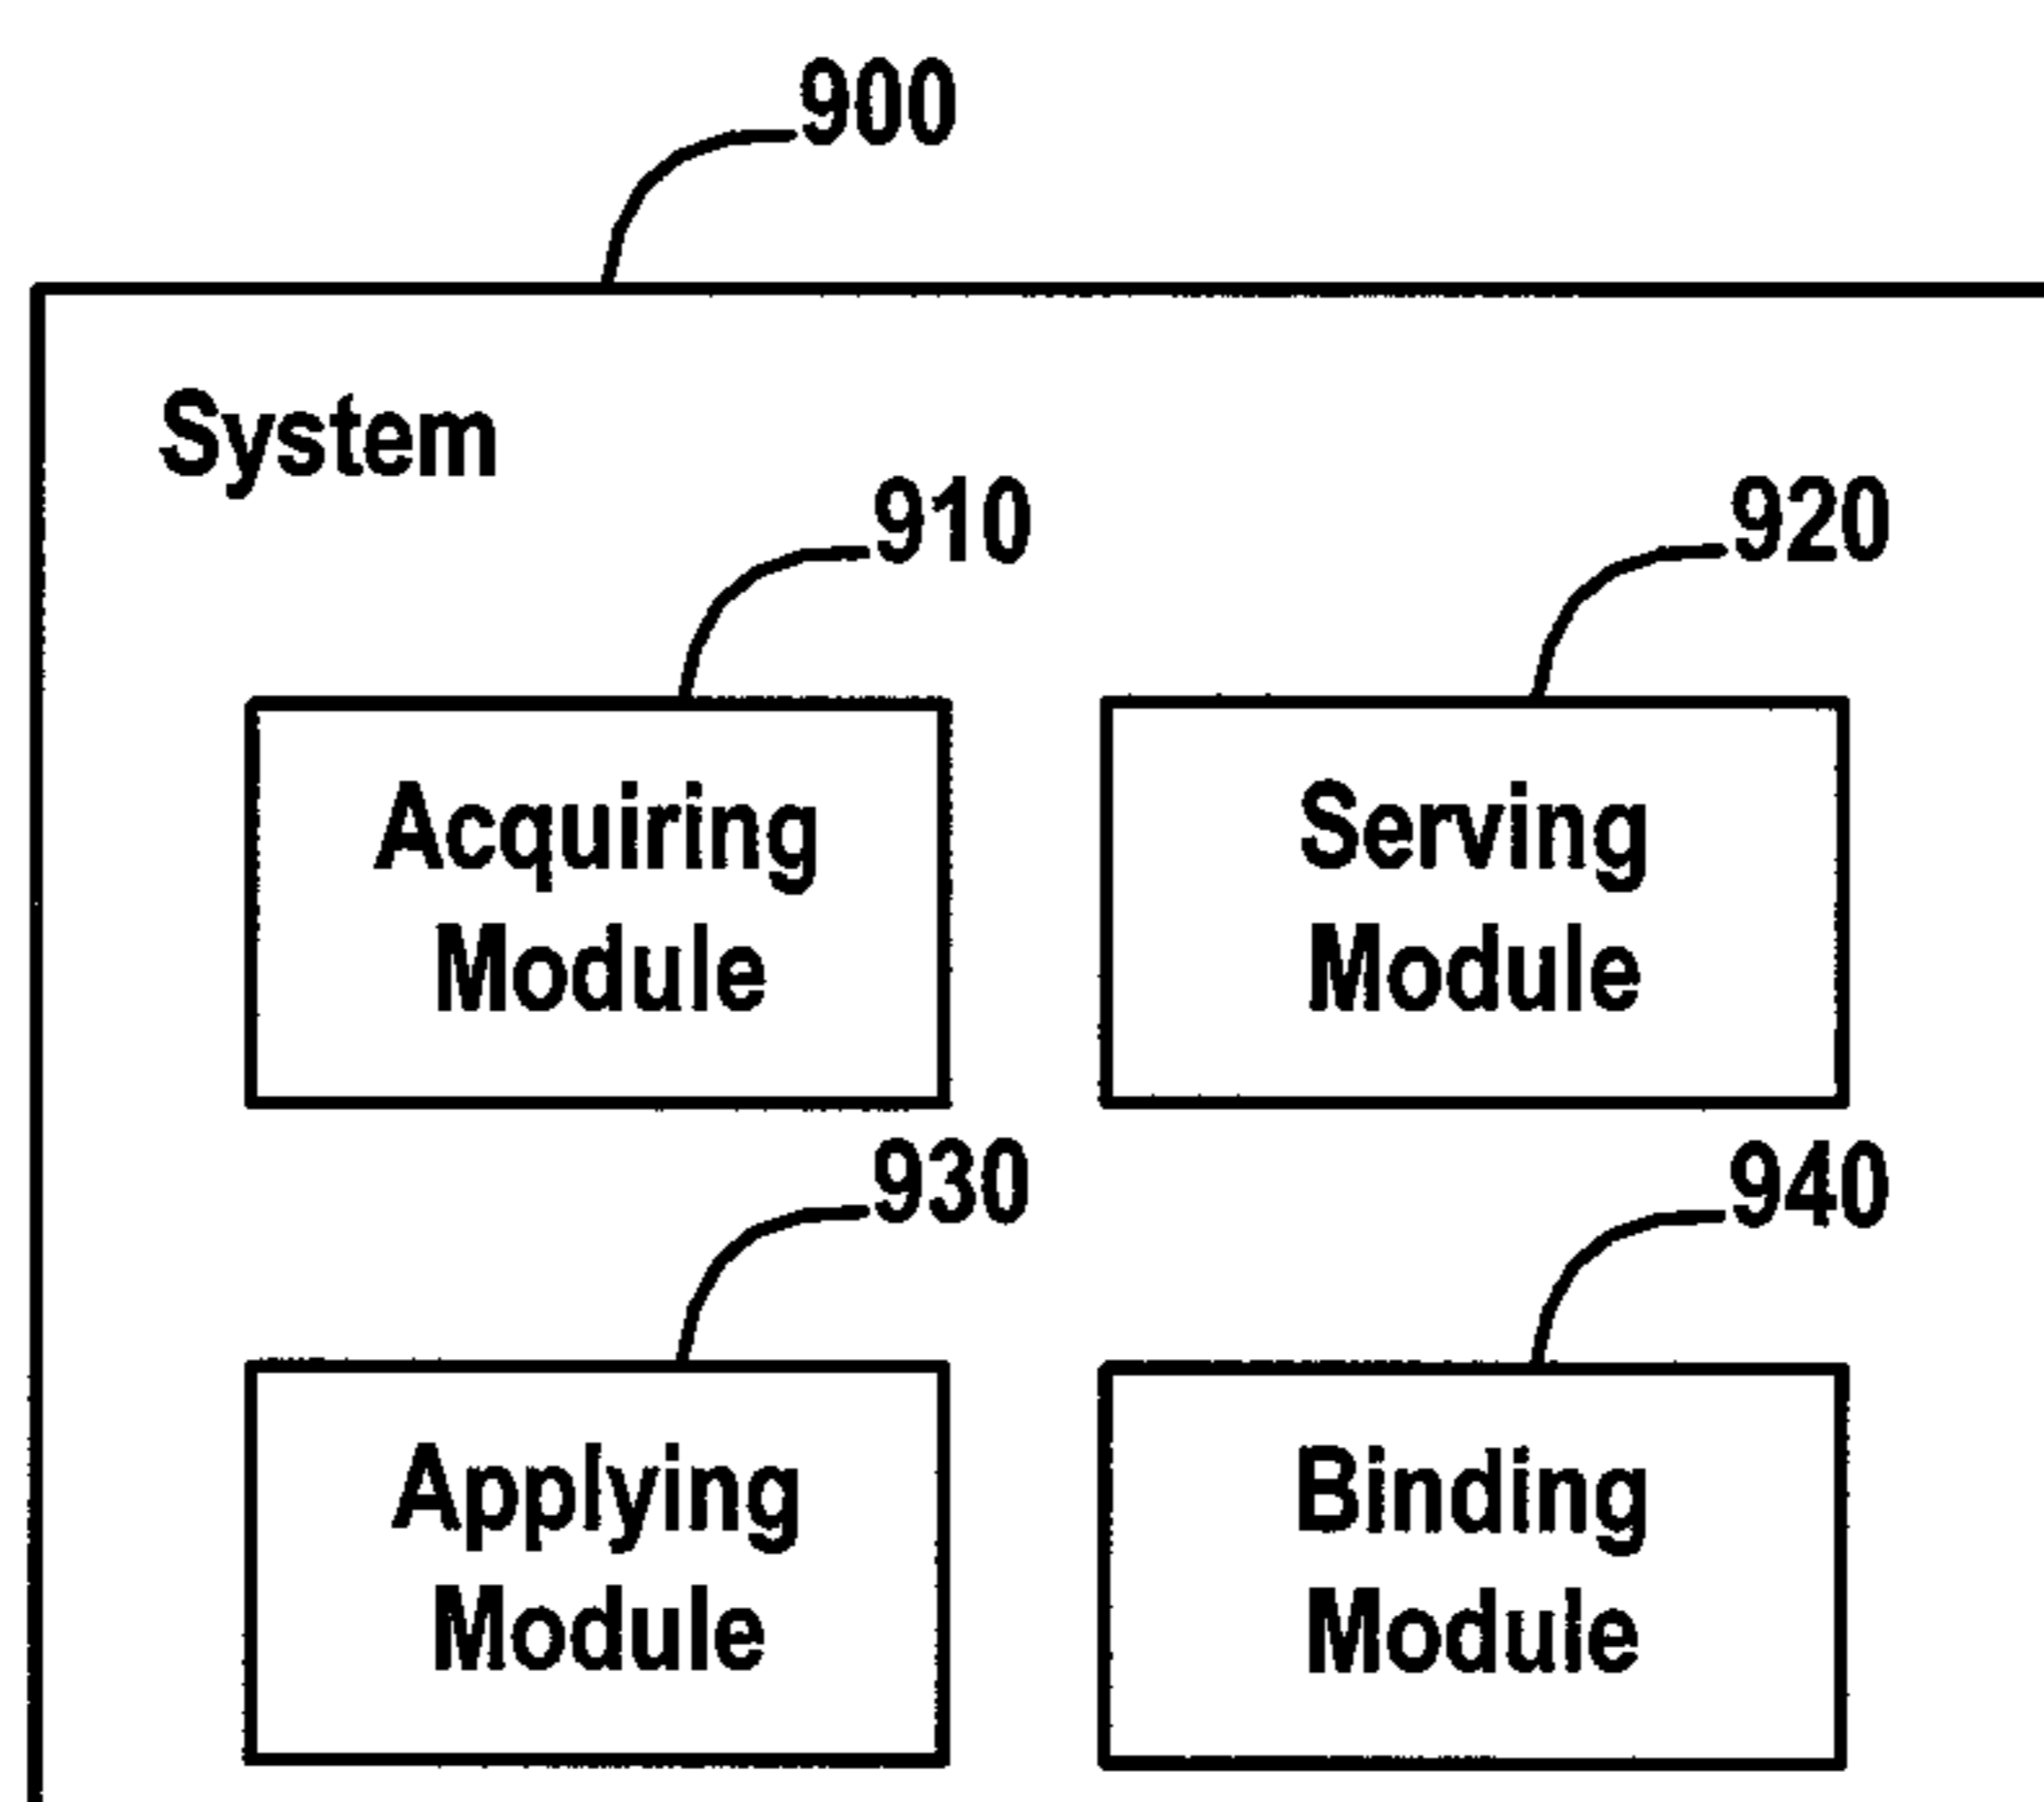 900
System
910
920
Acquiring
Module
Serving
Module
930
940
Applying
Module
Binding
Module